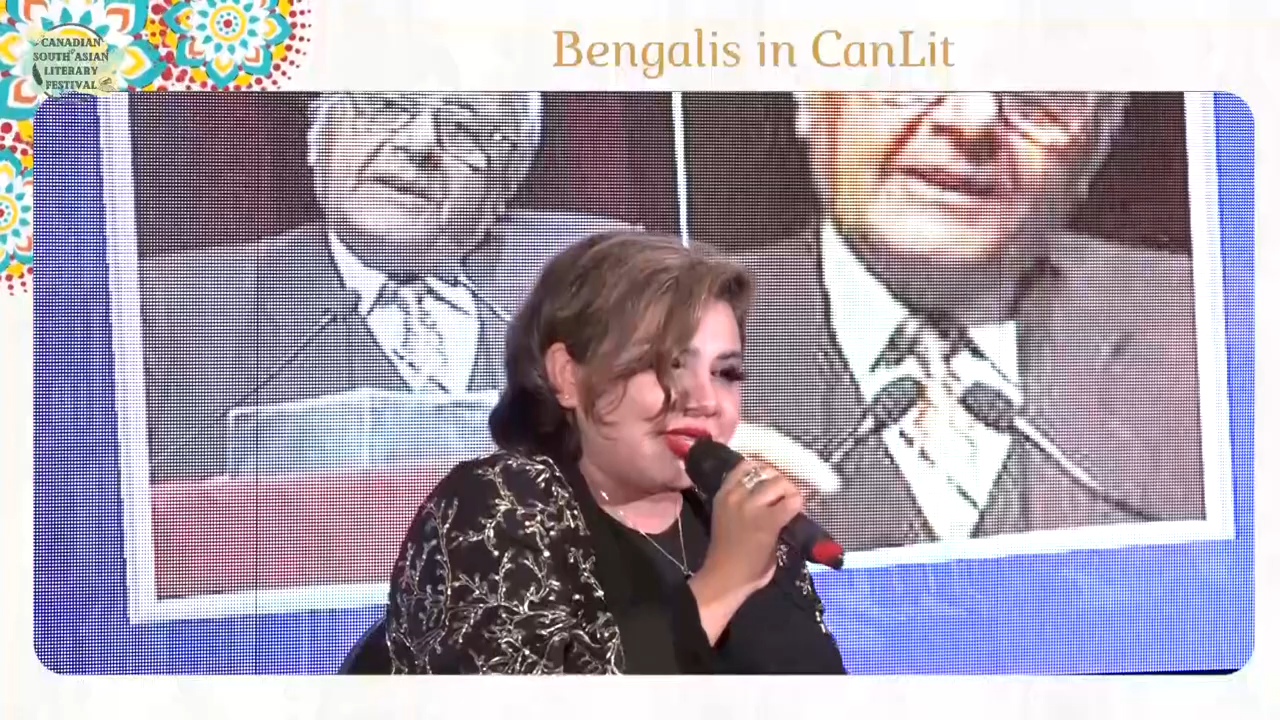 Bengalis in CanLit
CANADIAN
SOUTH ASIAN
LITERARY
FESTIVAL